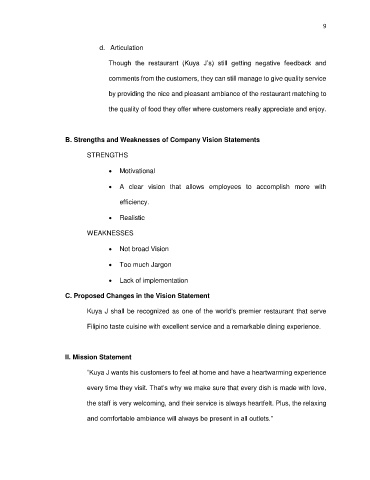 9
d. Articulation
Though the restaurant (Kuya J's) still getting negative feedback and
comments from the customers, they can still manage to give quality service
by providing the nice and pleasant ambiance of the restaurant matching to
the quality of food they offer where customers really appreciate and enjoy.
B. Strengths and Weaknesses of Company Vision Statements
STRENGTHS
• Motivational
• A clear vision that allows employees to accomplish more with
efficiency.
• Realistic
WEAKNESSES
• Not broad Vision
• Too much Jargon
• Lack of implementation
C. Proposed Changes in the Vision Statement
Kuya J shall be recognized as one of the world's premier restaurant that serve
Filipino taste cuisine with excellent service and a remarkable dining experience.
II. Mission Statement
"Kuya J wants his customers to feel at home and have a heartwarming experience
every time they visit. That's why we make sure that every dish is made with love,
the staff is very welcoming, and their service is always heartfelt. Plus, the relaxing
and comfortable ambiance will always be present in all outlets."